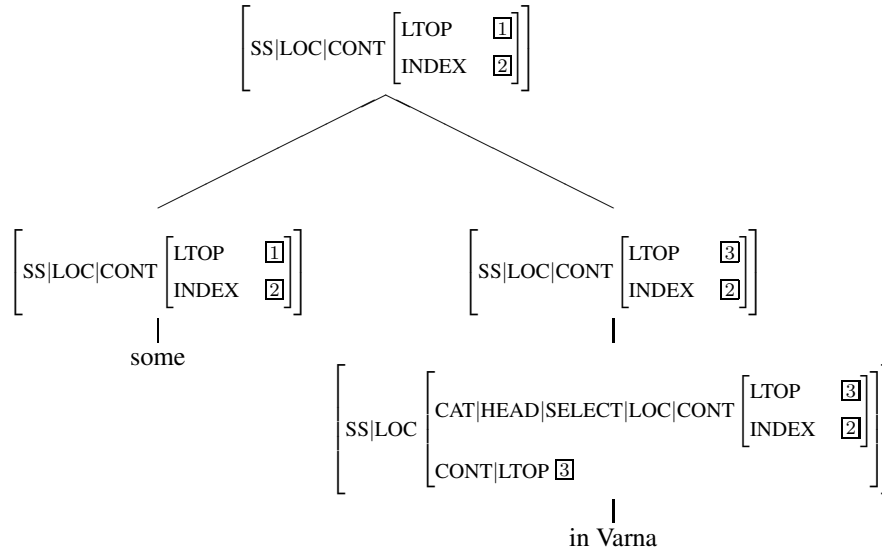 SS|LOC|CONT LTOP 1
INDEX 2
SS|LOC|CONT LTOP 1
INDEX 2
SS|LOC|CONT LTOP 3
INDEX 2
some
SS|LOC CAT|HEAD|SELECT|LOC|CONT LTOP 3
INDEX 2
CONT|LTOP 3
in Varna